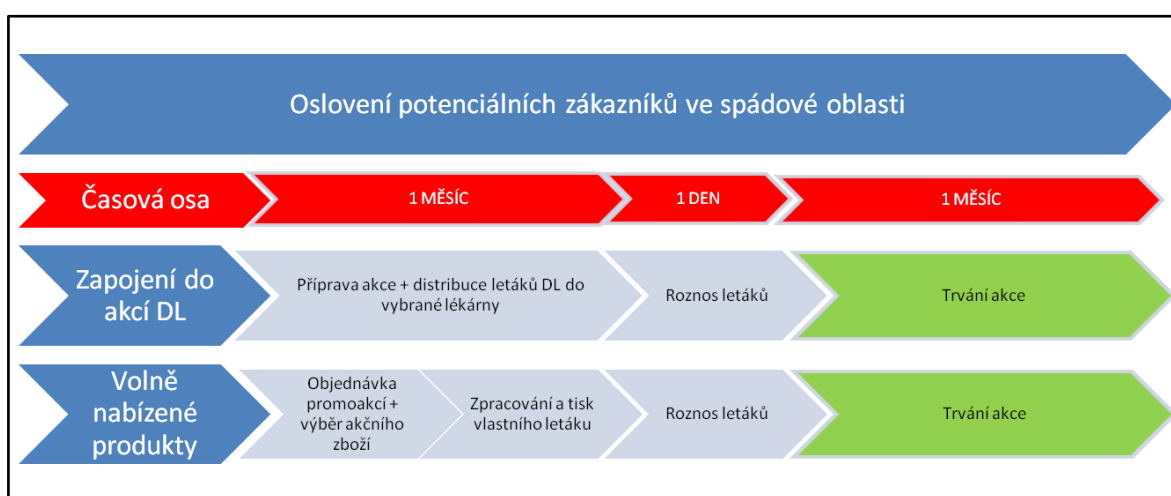 Oslovení potenciálních zákazníků ve spádové oblasti
Časová osa
1 MĚSÍC
1 DEN
1 MĚSÍC
Zapojení do
akcí DL
Příprava akce + distribuce letáků DL do
vybrané lékárny
Roznos letáků
Trvání akce
Volně
nabízené
produkty
Objednávka
promoakcí +
výběr akčního
zboží
Zpracování a tisk
vlastního letáku
Roznos letáků
Trvání akce